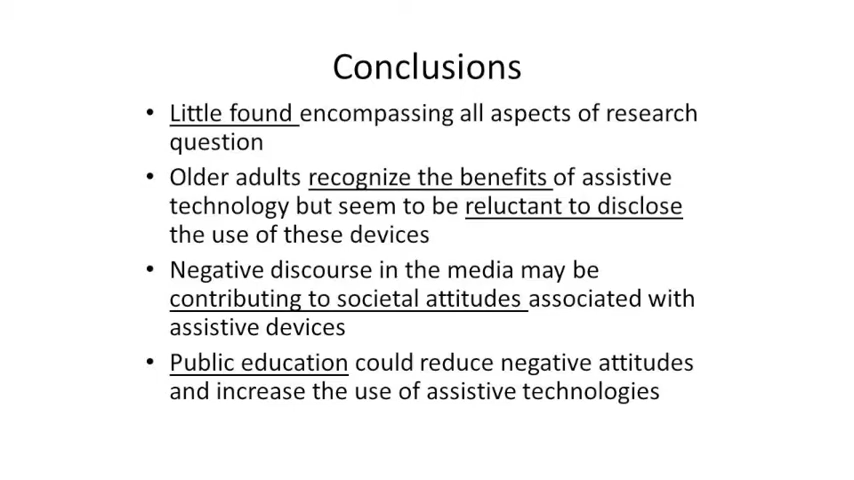 Conclusions
• Little found encompassing all aspects of research
question
• Older adults recognize the benefits of assistive
technology but seem to be reluctant to disclose
the use of these devices
• Negative discourse in the media may be
contributing to societal attitudes associated with
assistive devices
• Public education could reduce negative attitudes
and increase the use of assistive technologies